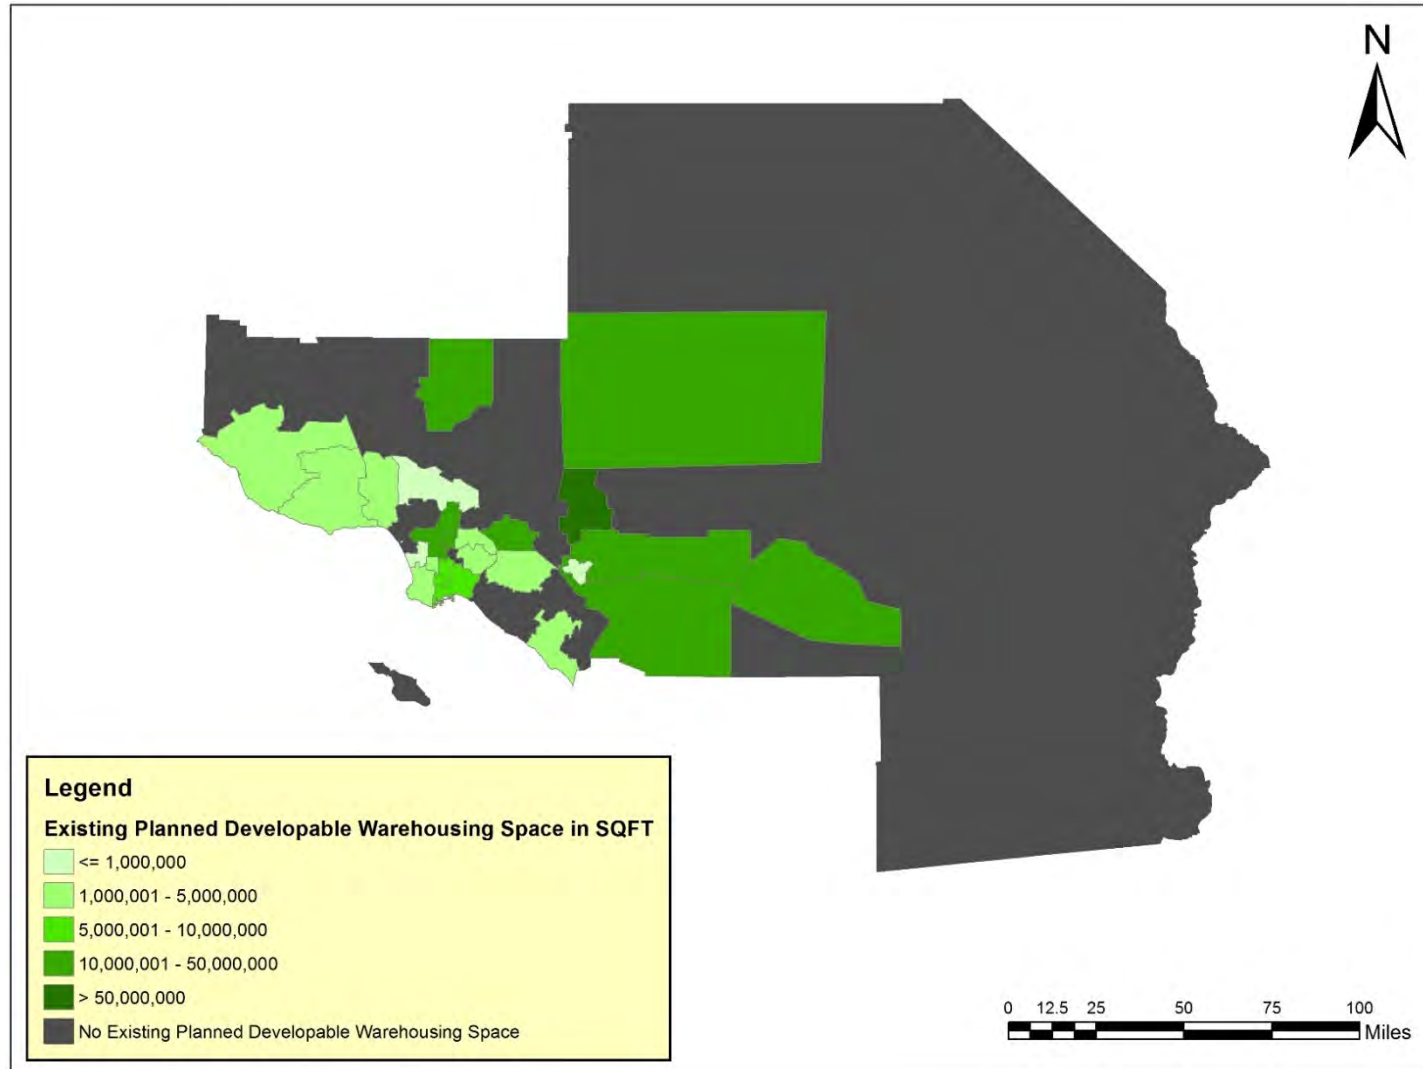 N
Legend
Existing Planned Developable Warehousing Space in SQFT
<= 1,000,000
1,000,001 - 5,000,000
5,000,001 - 10,000,000
10,000,001 - 50,000,000
> 50,000,000
No Existing Planned Developable Warehousing Space
0 12.5 25 50 75 100
Miles